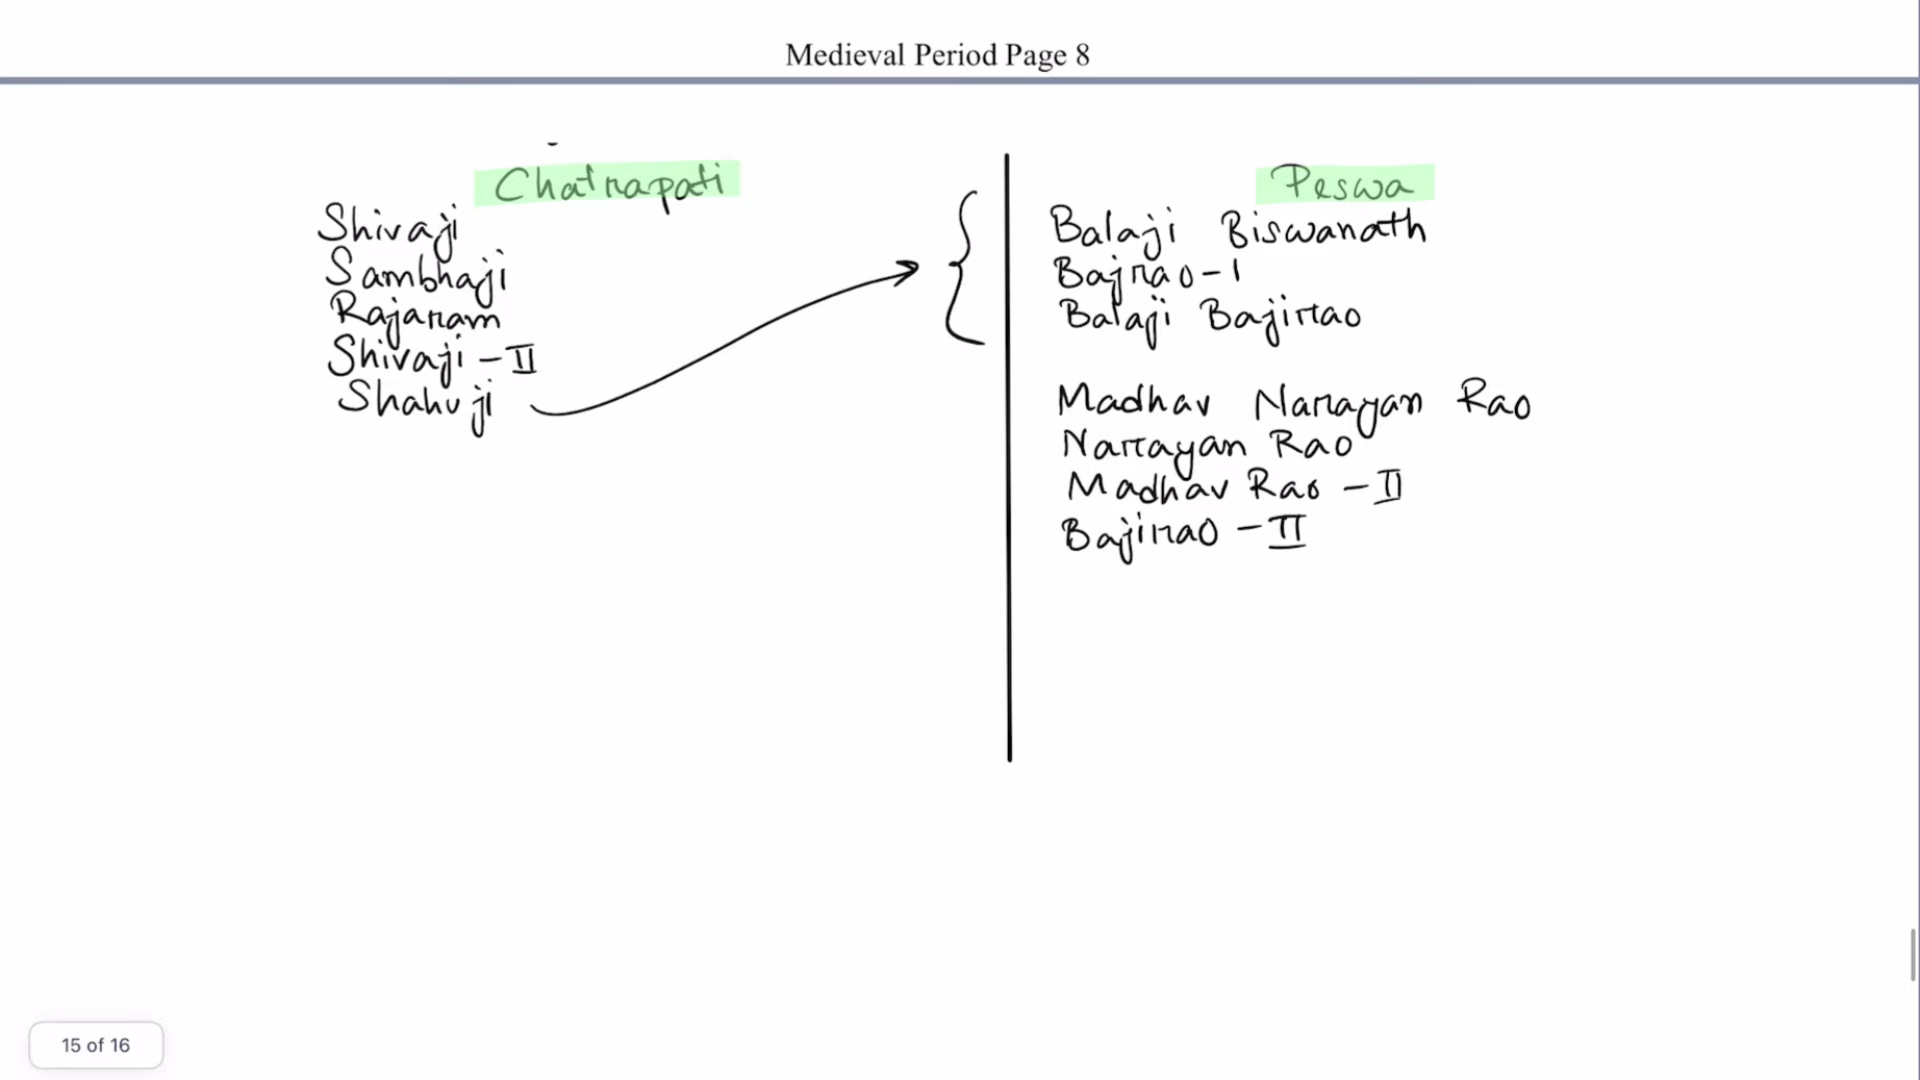 Medieval Period Page 8
Chatrapati
Shivaji
Sambhaji
Rajaram
Shivaji - II
Shahuji
Peswa
Balaji Biswanath
Bajrao - I
Balaji Bajirao
Madhav Narayan Rao
Narayan Rao
Madhav Rao - II
Bajirao - II
15 of 16